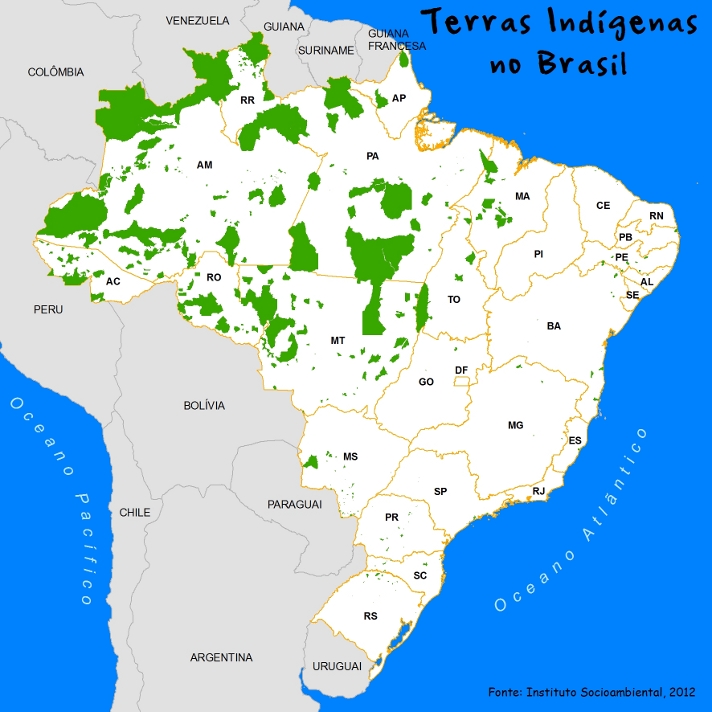 Terras Indígenas
no Brasil
VENEZUELA
GUIANA
GUIANA
FRANCESA
SURINAME
COLÔMBIA
RR
AP
AM
PA
MA
CE
RN
PB
PE
PI
AL
SE
AC
RO
TO
BA
PERU
MT
GO
DF
BOLÍVIA
MG
ES
MS
SP
RJ
PARAGUAI
PR
CHILE
SC
RS
ARGENTINA
URUGUAI
Oceano Pacífico
Oceano Atlântico
Fonte: Instituto Socioambiental, 2012